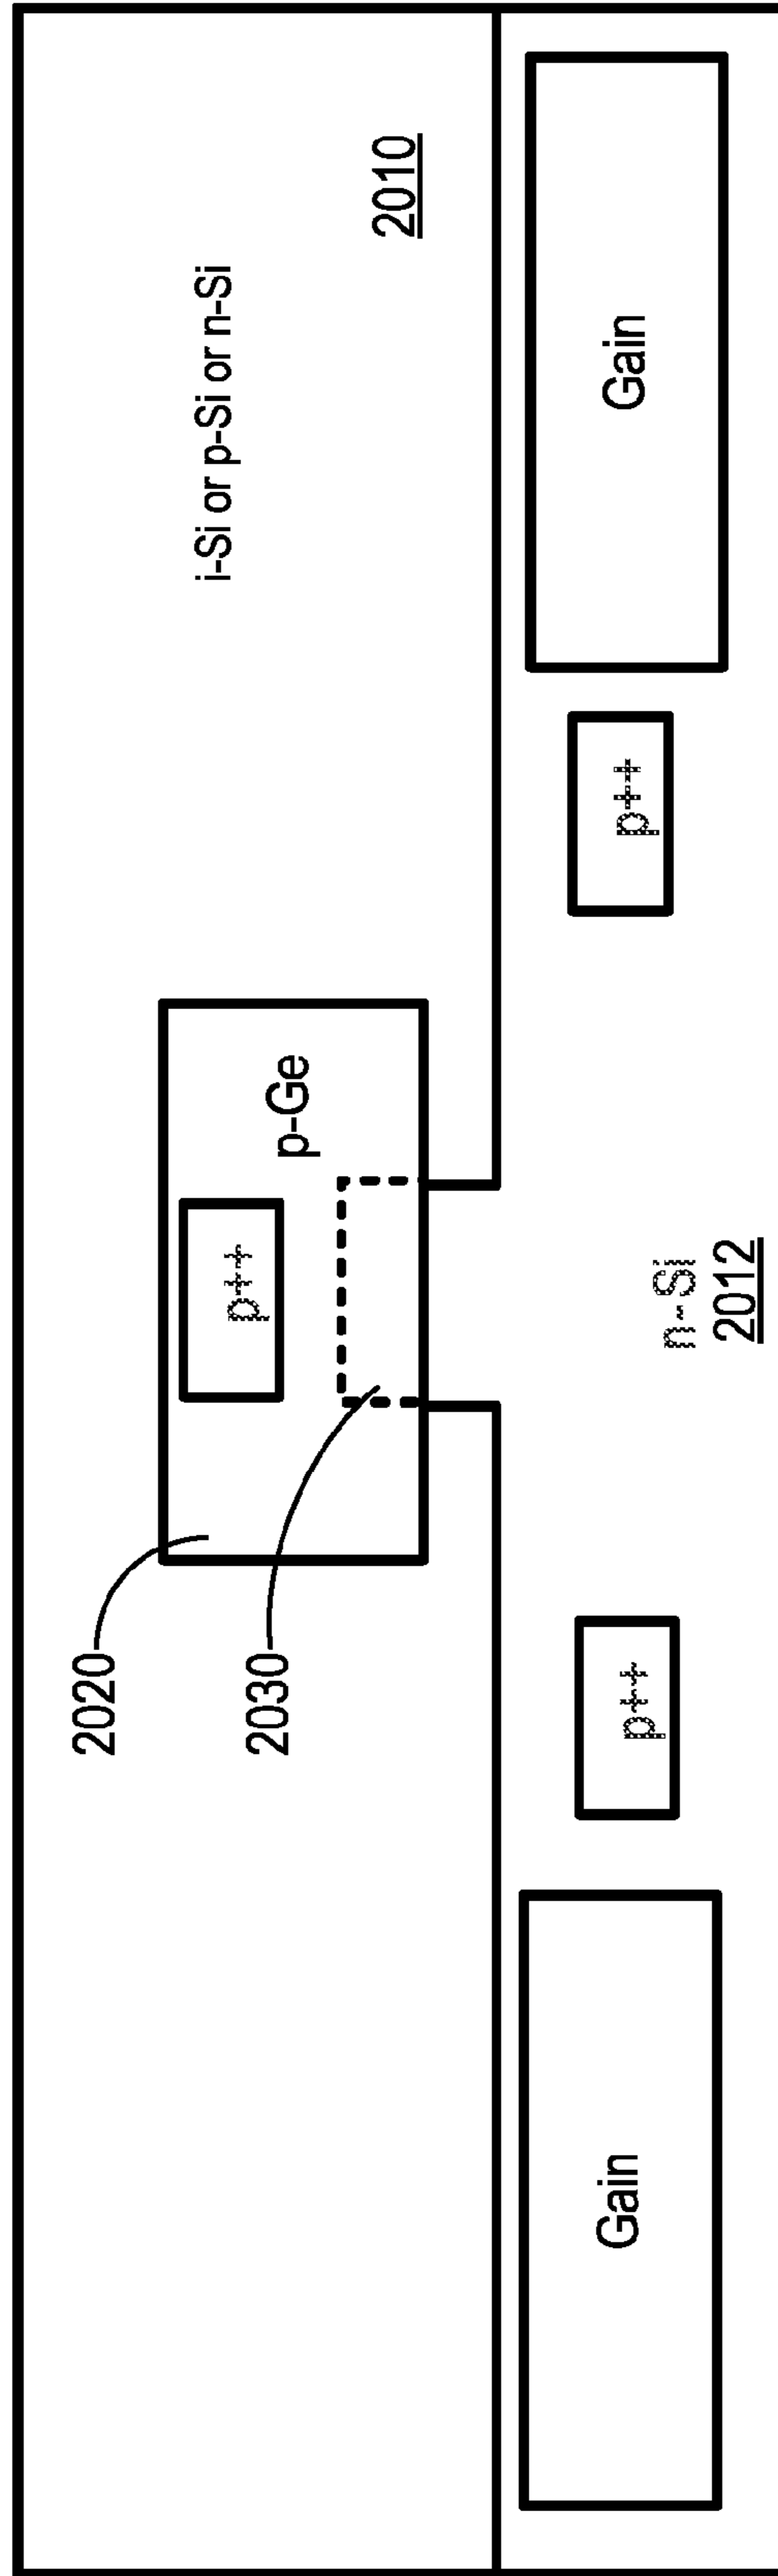 2020
i-Si or p-Si or n-Si
p++
2030
p-Ge
2010
Gain
p++
n-Si
2012
p++
Gain